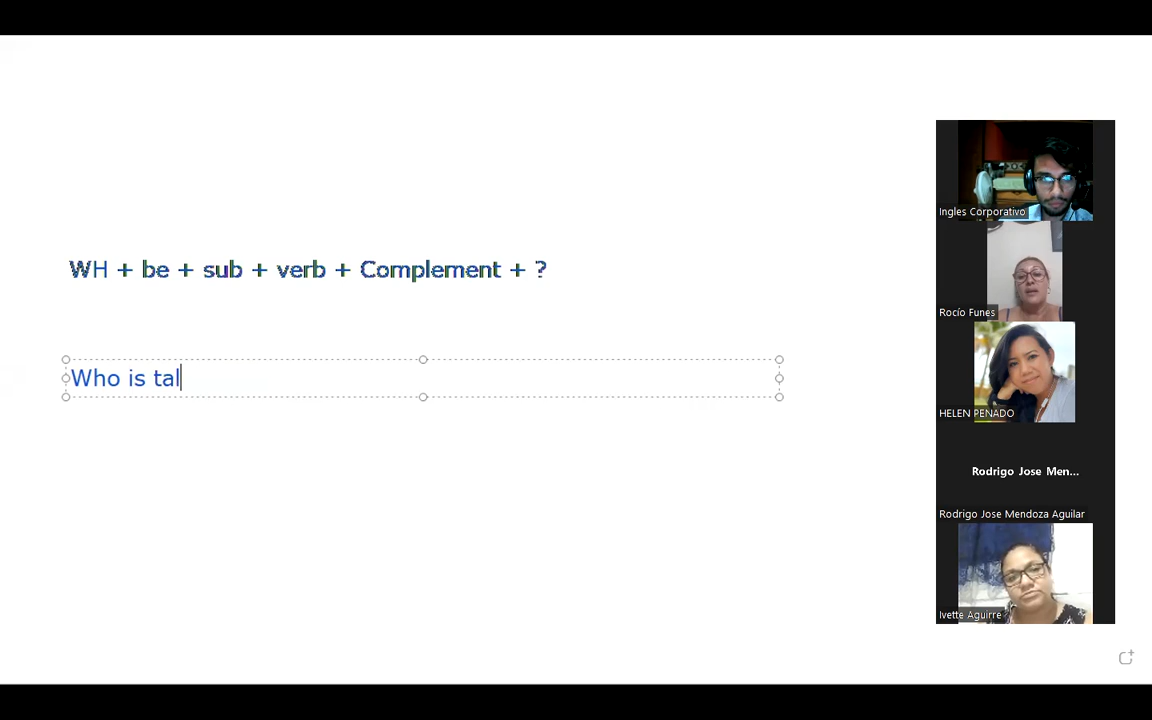 WH + be + sub + verb + Complement + ?
Who is tal
Ingles Corporativo
Rocío Funes
HELEN PENADO
Rodrigo Jose Men...
Rodrigo Jose Mendoza Aguilar
Ivette Aguirre